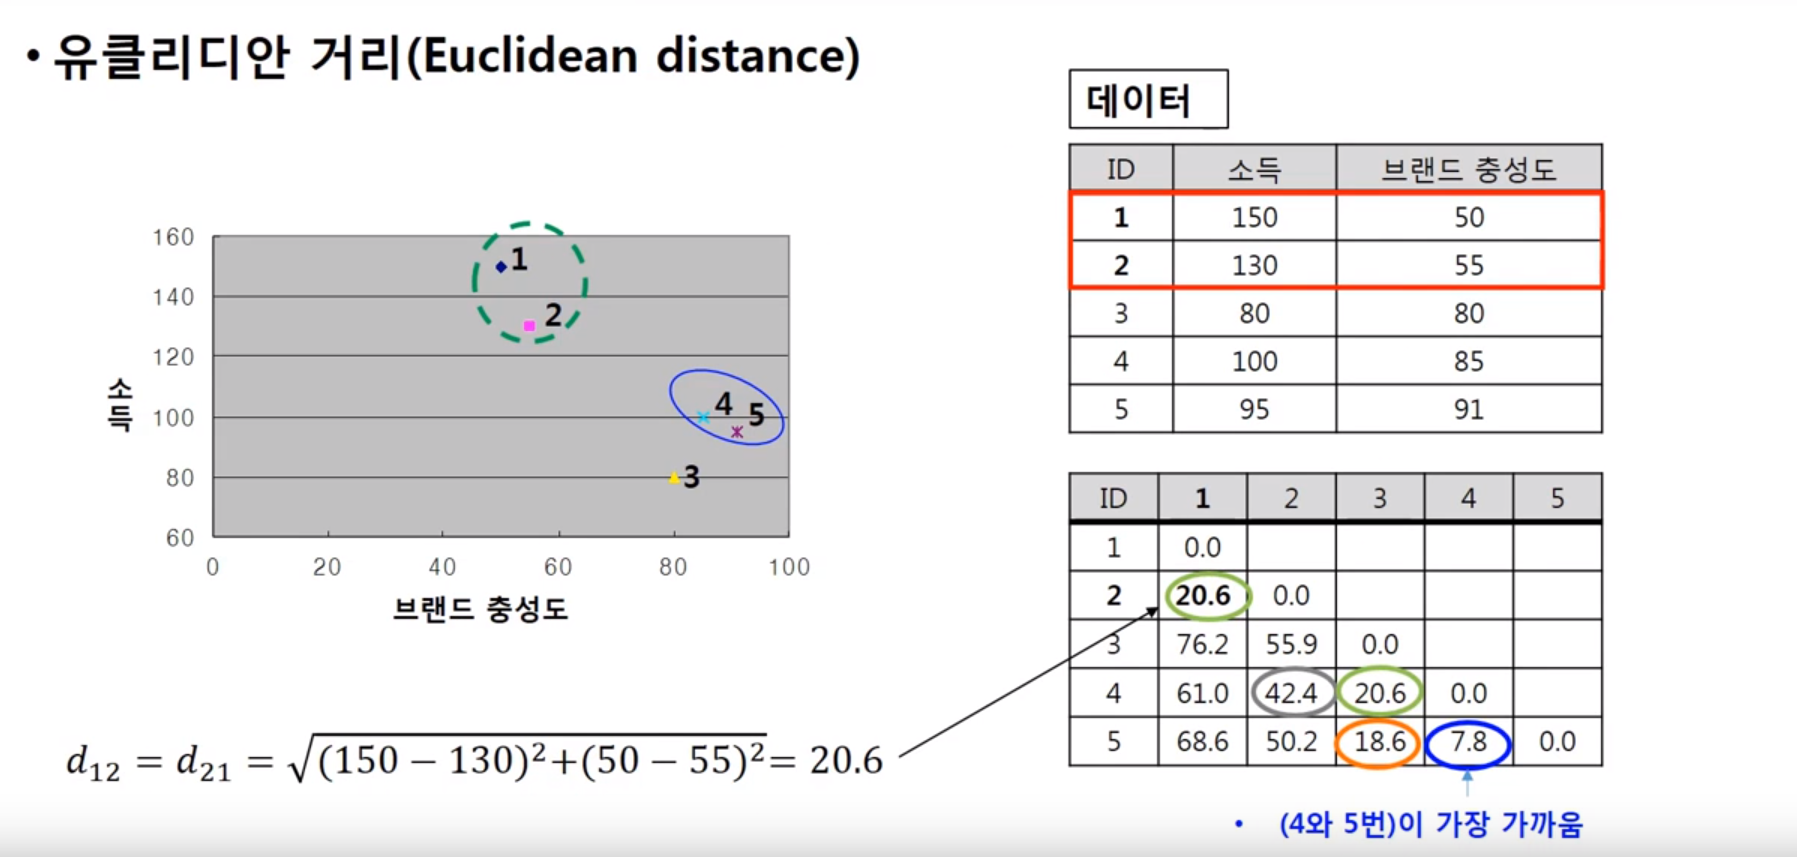 • 유클리디안 거리(Euclidean distance)
데이터
ID 소득 브랜드 충성도
1 150 50
2 130 55
3 80 80
4 100 85
5 95 91
160
140
120
100
80
60
소득
0 20 40 60 80 100
브랜드 충성도
1
2
4
5
3
ID 1 2 3 4 5
1 0.0
2 20.6 0.0
3 76.2 55.9 0.0
4 61.0 42.4 20.6 0.0
5 68.6 50.2 18.6 7.8 0.0
d₁₂ = d₂₁ = √(150 − 130)²+(50 − 55)²= 20.6
• (4와 5번)이 가장 가까움